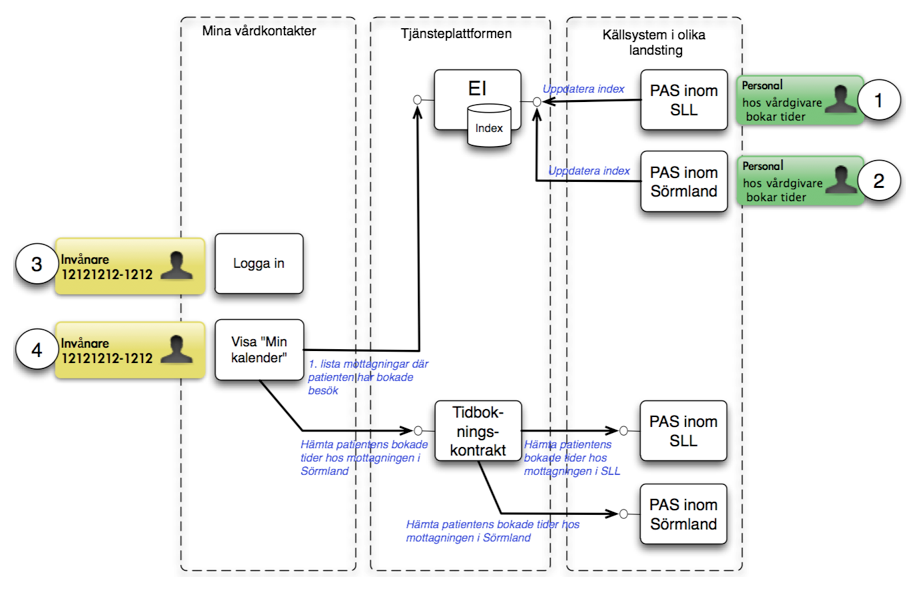 Mina vårdkontakter
Tjänsteplattformen
Källsystem i olika
landsting
EI
Index
Uppdatera index
PAS inom
SLL
Personal
hos vårdgivare
bokar tider
1
Uppdatera index
PAS inom
Sörmland
Personal
hos vårdgivare
bokar tider
2
3
Invånare
12121212-1212
Logga in
4
Invånare
12121212-1212
Visa "Min
kalender"
1. lista mottagningar där
patienten har bokade
besök
Hämta patientens bokade
tider hos mottagningen i
Sörmland
Tidbok-
nings-
kontrakt
Hämta patientens
bokade tider hos
mottagningen i SLL
PAS inom
SLL
Hämta patientens bokade tider hos
mottagningen i Sörmland
PAS inom
Sörmland